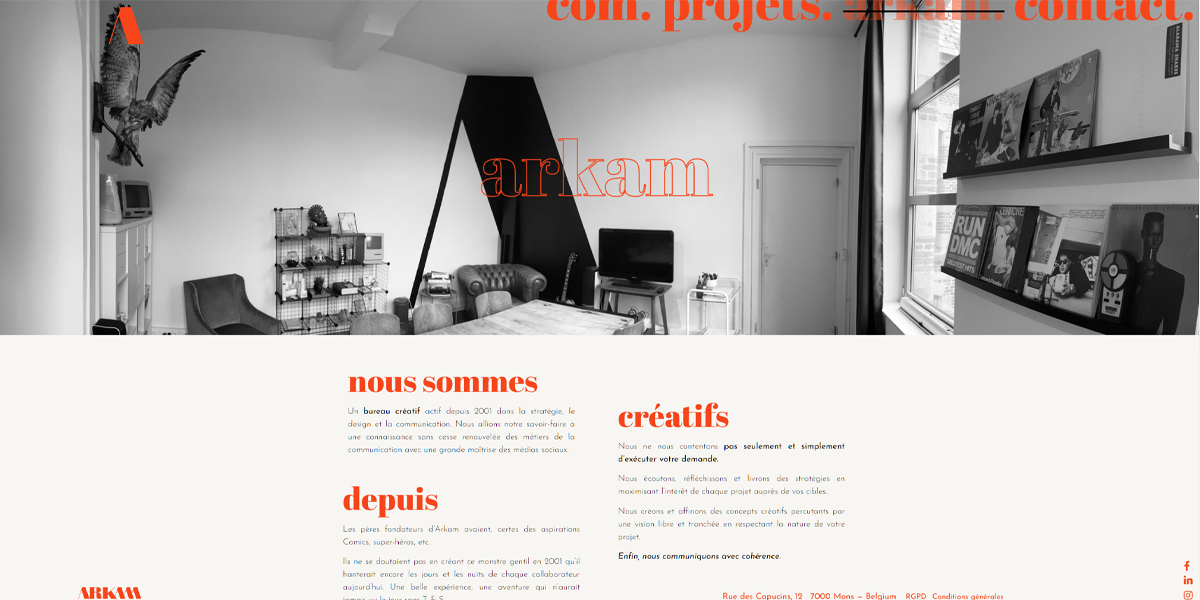 com. projets. arkam. contact.
arkam
RUN
DMC
GREATEST HITS
nous sommes
Un bureau créatif actif depuis 2001 dans la stratégie, le
design et la communication. Nous allions notre savoir-faire à
une connaissance sans cesse renouvelée des métiers de la
communication avec une grande maîtrise des médias sociaux.
depuis
Les pères fondateurs d'Arkam avaient, certes des aspirations
Comics, super-héros, etc.
Ils ne se doutaient pas en créant ce monstre gentil en 2001 qu'il
hanterait encore les jours et les nuits de chaque collaborateur
aujourd'hui. Une belle expérience, une aventure qui n'aurait
créatifs
Nous ne nous contentons pas seulement et simplement
d'exécuter votre demande.
Nous écoutons, réfléchissons et livrons des stratégies en
maximisant l'intérêt de chaque projet auprès de vos cibles.
Nous créons et affinons des concepts créatifs percutants par
une vision libre et tranchée en respectant la nature de votre
projet.
Enfin, nous communiquons avec cohérence.
ARKAM
Rue des Capucins, 12 7000 Mons – Belgium RGPD Conditions générales